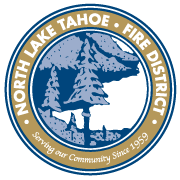 NORTH LAKE TAHOE • FIRE DISTRICT •
Serving our Community Since 1959